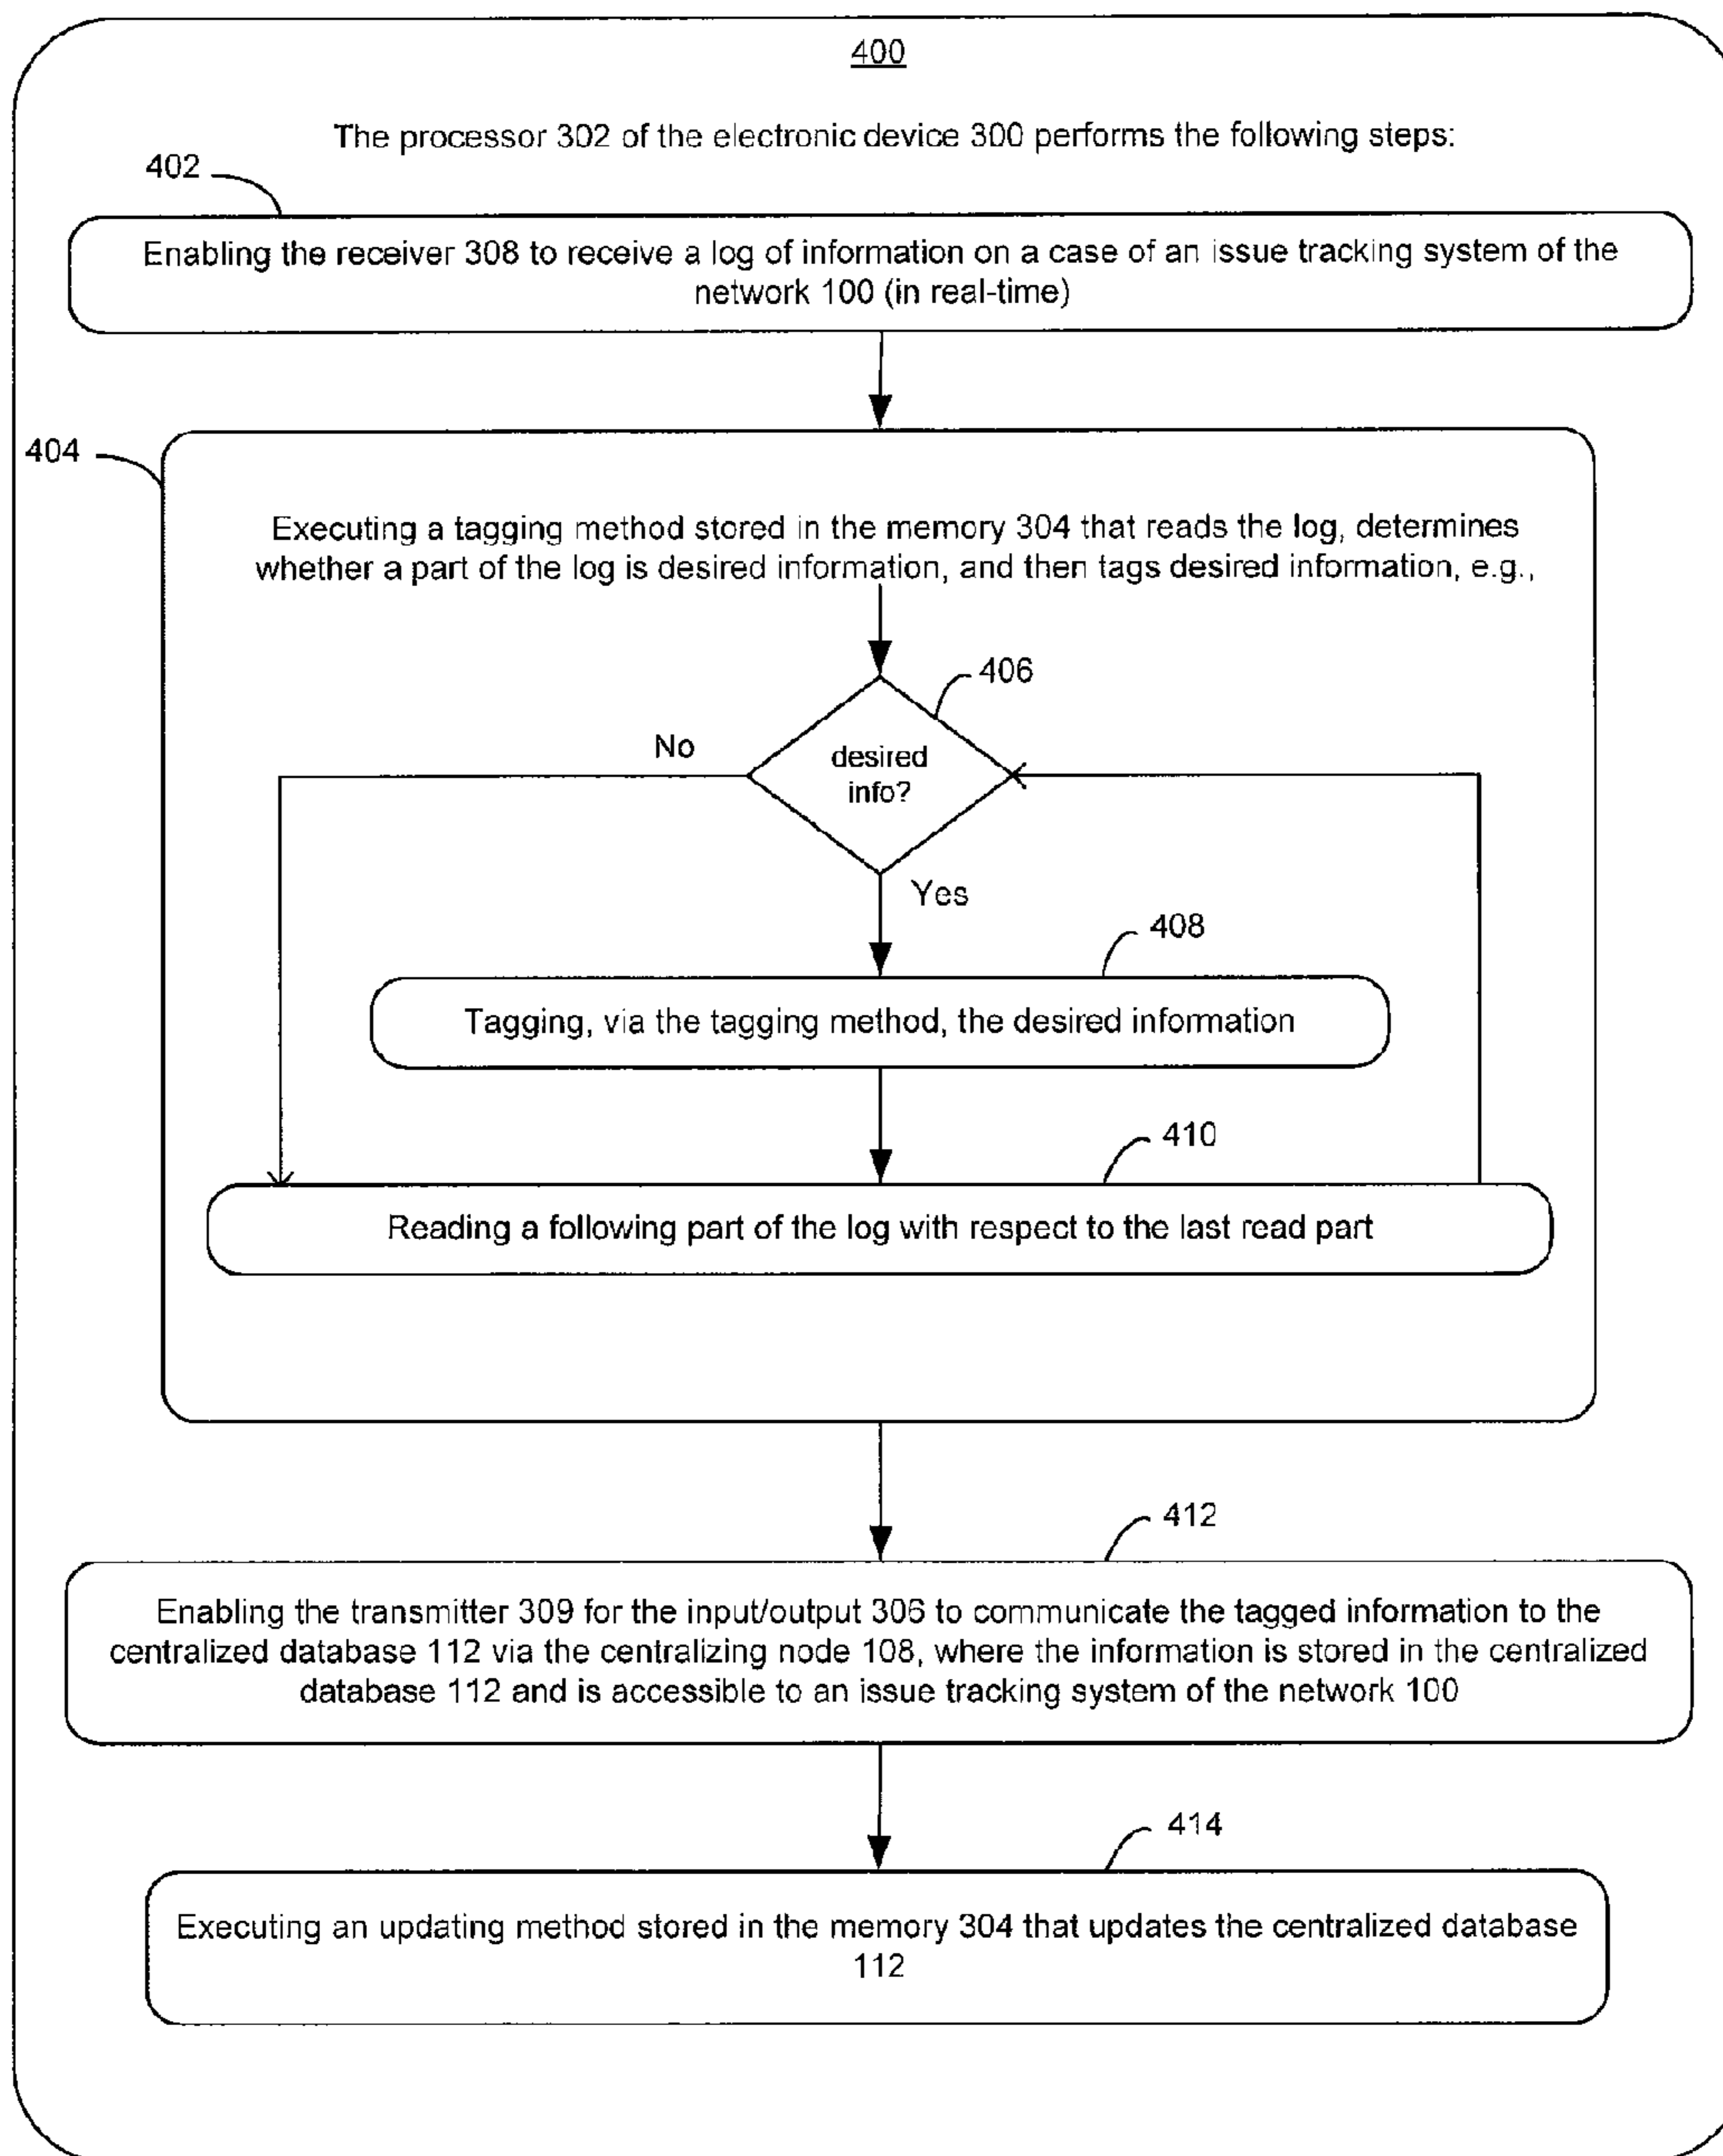 400
The processor 302 of the electronic device 300 performs the following steps:
402
Enabling the receiver 308 to receive a log of information on a case of an issue tracking system of the
network 100 (in real-time)
404
Executing a tagging method stored in the memory 304 that reads the log, determines
whether a part of the log is desired information, and then tags desired information, e.g.,
406
No
desired
info?
Yes
408
Tagging, via the tagging method, the desired information
410
Reading a following part of the log with respect to the last read part
412
Enabling the transmitter 309 for the input/output 306 to communicate the tagged information to the
centralized database 112 via the centralizing node 108, where the information is stored in the centralized
database 112 and is accessible to an issue tracking system of the network 100
414
Executing an updating method stored in the memory 304 that updates the centralized database
112